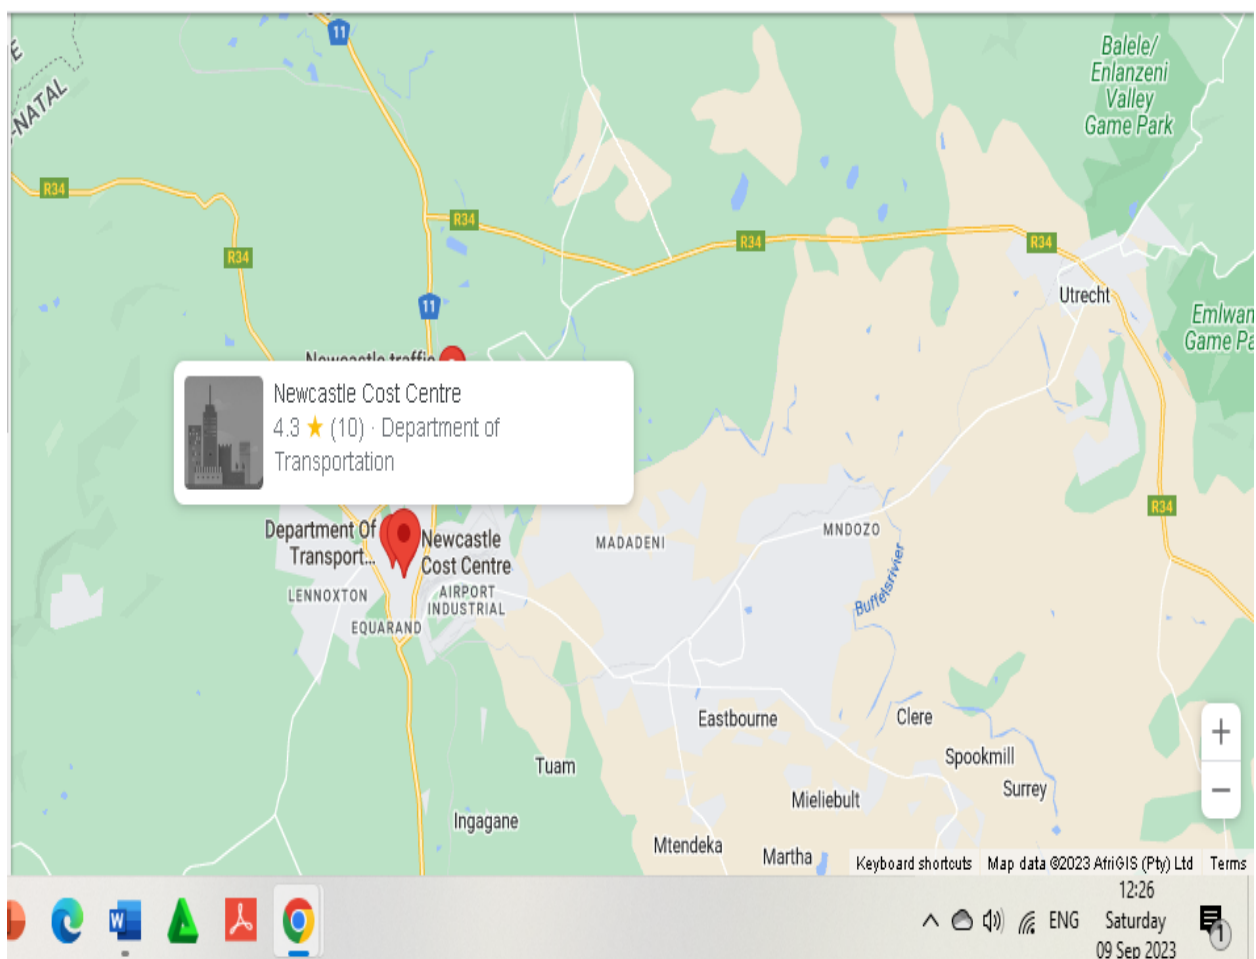 11
Balele/
Enlanzeni
Valley
Game Park
-NATAL
R34
R34
R34
R34
R34
11
Utrecht
Emlwan
Game Pa
Newcastle traffic
Newcastle Cost Centre
4.3 ★ (10) · Department of
Transportation
R34
Department Of
Transport...
Newcastle
Cost Centre
MADADENI
MNDOZO
Buffelsrivier
LENNOXTON
AIRPORT
INDUSTRIAL
EQUARAND
Eastbourne
Clere
Spookmill
Surrey
Tuam
Mieliebult
Ingagane
Mtendeka
Martha
+
−
Keyboard shortcuts Map data ©2023 AfriGIS (Pty) Ltd Terms
W
ENG
12:26
Saturday
09 Sep 2023
1